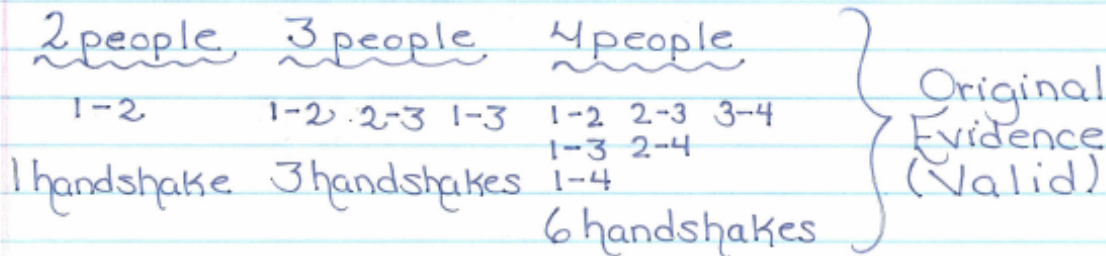 2 people 3 people 4 people
1-2 1-2 2-3 1-3 1-2 2-3 3-4
1-3 2-4
1 handshake 3 handshakes 1-4
6 handshakes
Original
Evidence
(Valid)